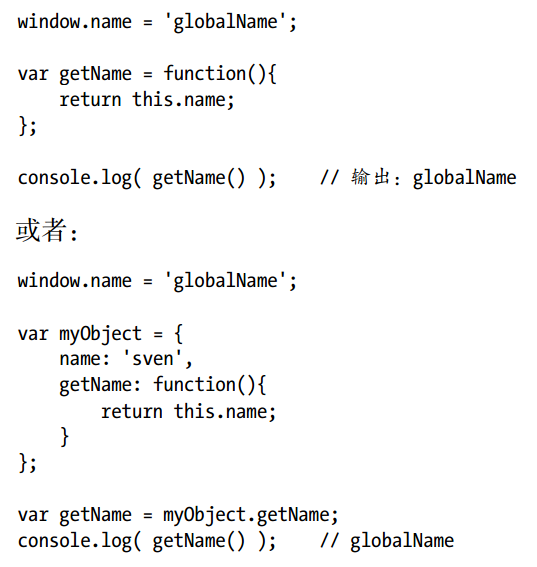 window.name = 'globalName';
var getName = function(){
    return this.name;
};
console.log( getName() );    // 输出：globalName
或者：
window.name = 'globalName';
var myObject = {
    name: 'sven',
    getName: function(){
        return this.name;
    }
};
var getName = myObject.getName;
console.log( getName() );    // globalName